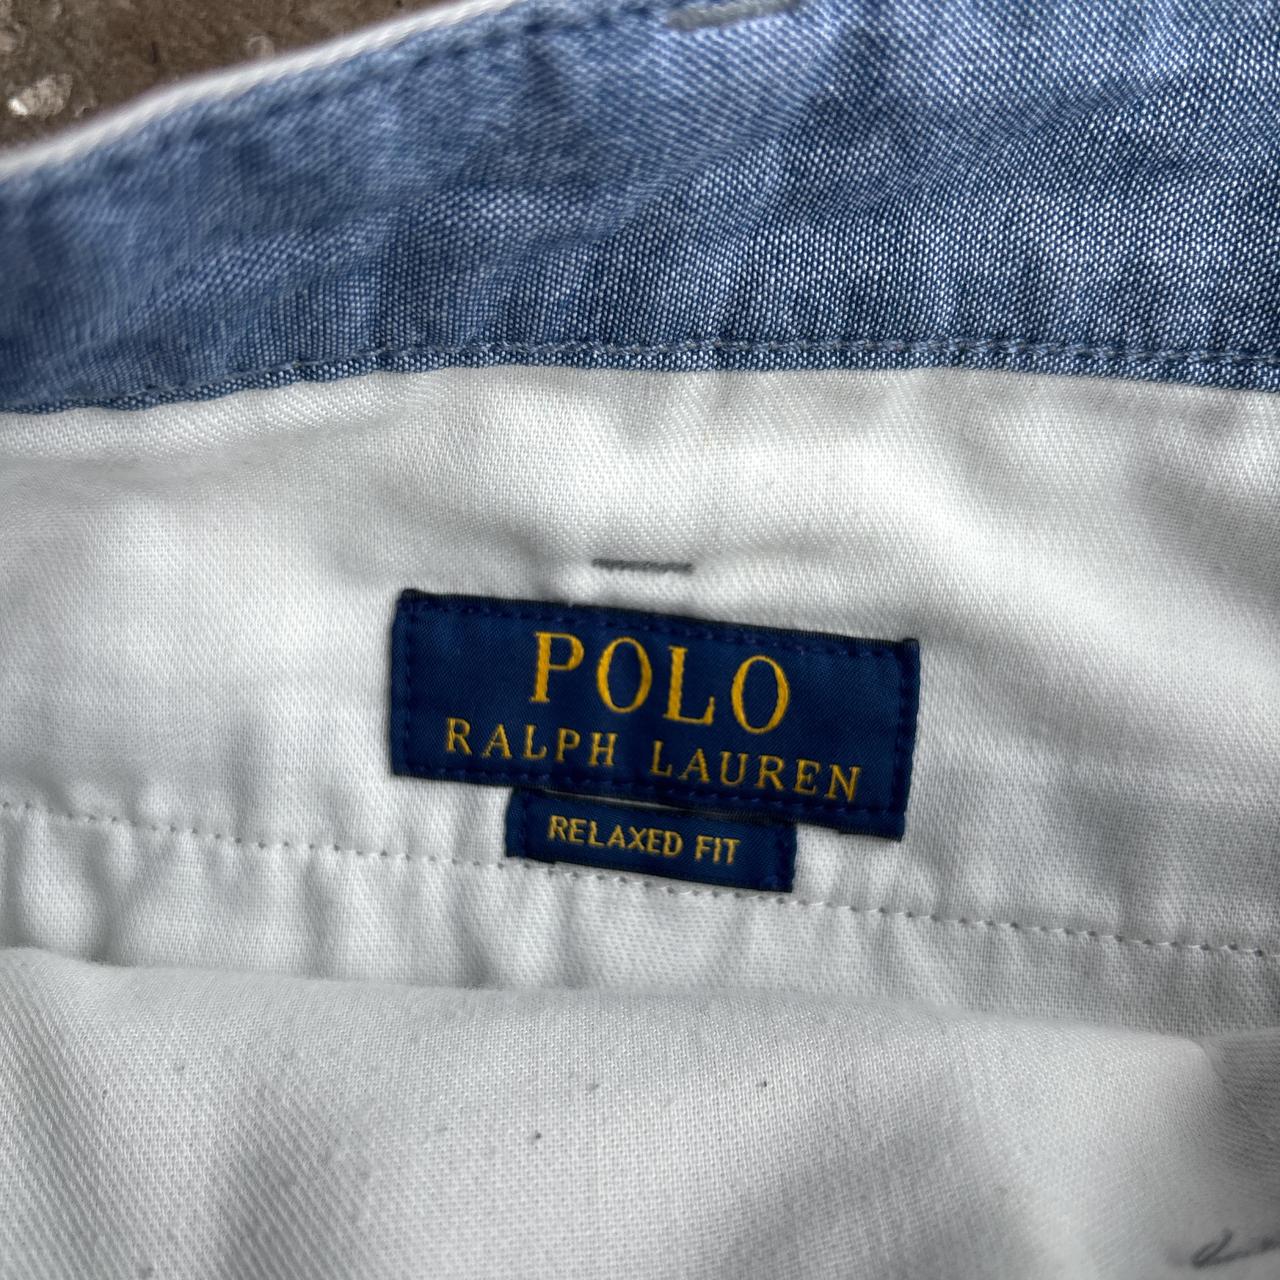 POLO
RALPH LAUREN
RELAXED FIT